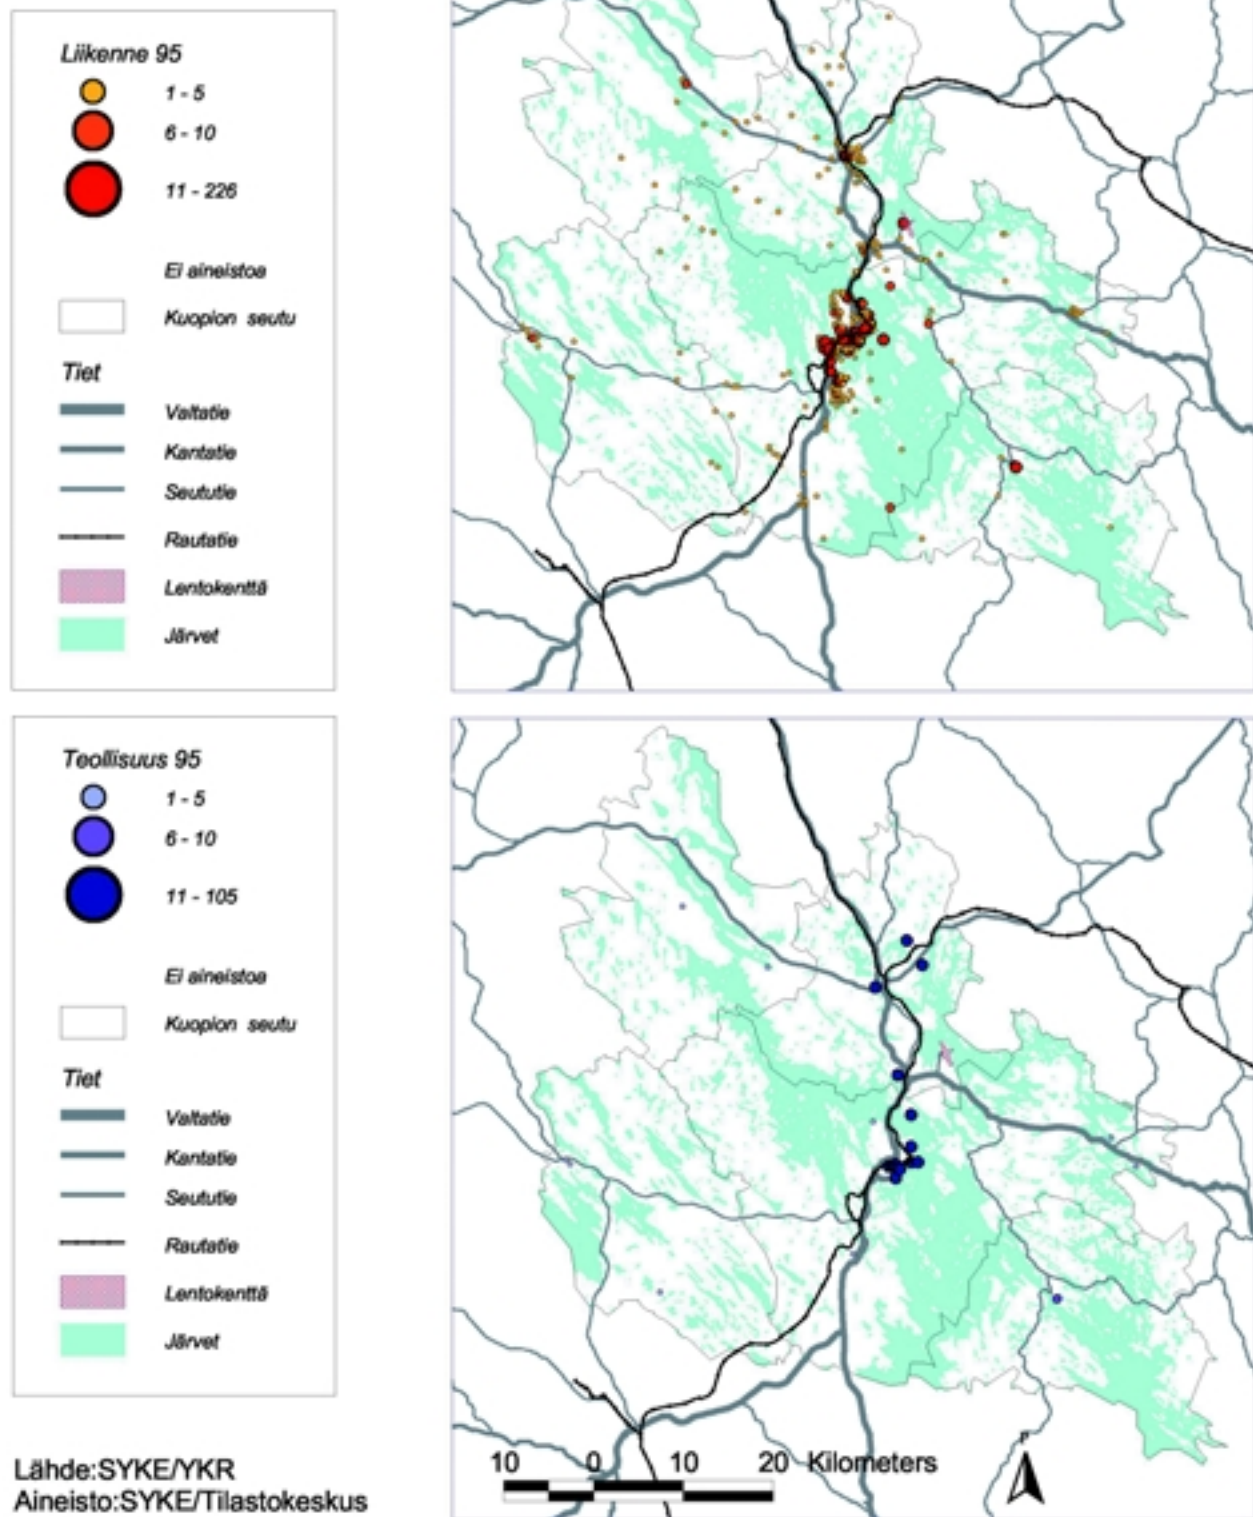 Liikenne 95
1 - 5
6 - 10
11 - 226
Ei aineistoa
Kuopion seutu
Tiet
Valtatie
Kantatie
Seututie
Rautatie
Lentokenttä
Järvet
Teollisuus 95
1 - 5
6 - 10
11 - 105
Ei aineistoa
Kuopion seutu
Tiet
Valtatie
Kantatie
Seututie
Rautatie
Lentokenttä
Järvet
Lähde:SYKE/YKR
Aineisto:SYKE/Tilastokeskus
10 0 10 20 Kilometers
P